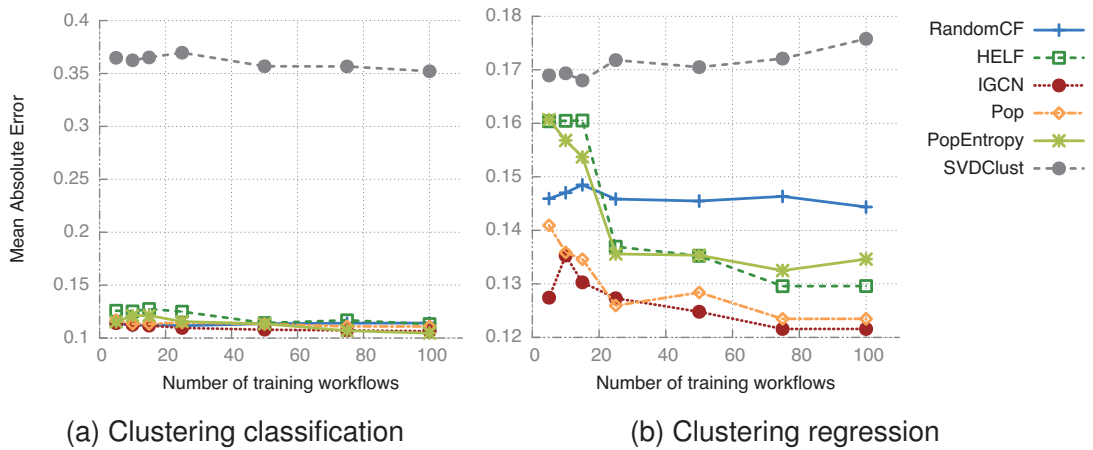 0.4
0.35
0.3
0.25
0.2
0.15
0.1
0
20
40
60
80
100
Mean Absolute Error
Number of training workflows
(a) Clustering classification
0.18
0.17
0.16
0.15
0.14
0.13
0.12
0
20
40
60
80
100
Number of training workflows
(b) Clustering regression
RandomCF
HELF
IGCN
Pop
PopEntropy
SVDClust